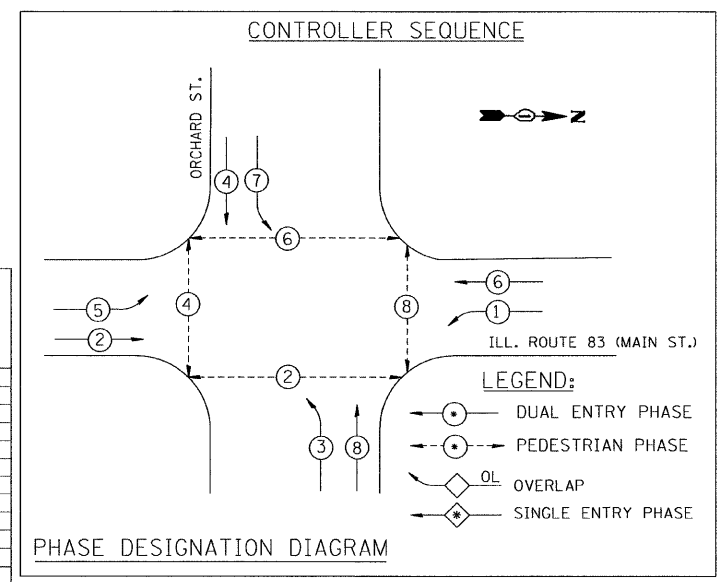 CONTROLLER SEQUENCE
ORCHARD ST.
N
4
7
6
6
5
4
8
1
2
ILL. ROUTE 83 (MAIN ST.)
2
3
8
LEGEND:
* DUAL ENTRY PHASE
* PEDESTRIAN PHASE
OL OVERLAP
* SINGLE ENTRY PHASE
PHASE DESIGNATION DIAGRAM